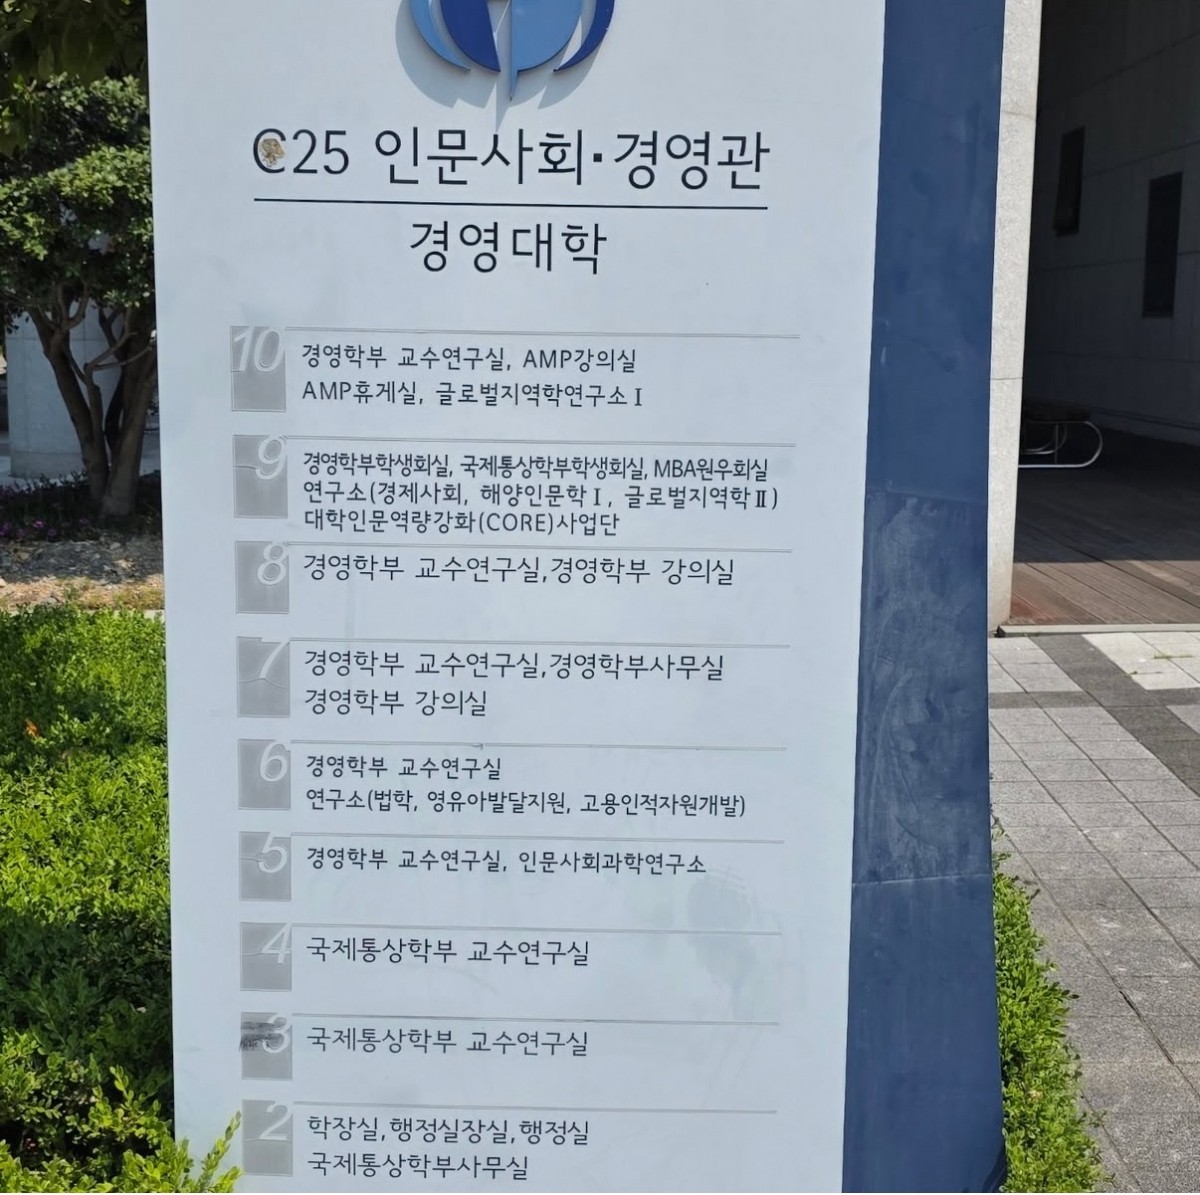 C25 인문사회·경영관
경영대학
10 경영학부 교수연구실, AMP강의실
AMP휴게실, 글로벌지역학연구소Ⅰ
9 경영학부학생회실, 국제통상학부학생회실, MBA원우회실
연구소(경제사회, 해양인문학Ⅰ, 글로벌지역학Ⅱ)
대학인문역량강화(CORE)사업단
8 경영학부 교수연구실,경영학부 강의실
7 경영학부 교수연구실,경영학부사무실
경영학부 강의실
6 경영학부 교수연구실
연구소(법학, 영유아발달지원, 고용인적자원개발)
5 경영학부 교수연구실, 인문사회과학연구소
4 국제통상학부 교수연구실
3 국제통상학부 교수연구실
2 학장실,행정실장실,행정실
국제통상학부사무실